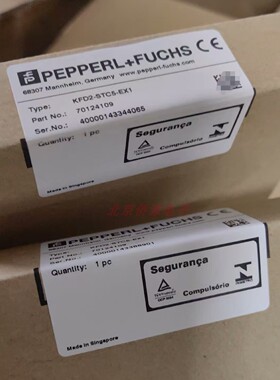 PEPPERL+FUCHS CE
68307 Mannheim, Germany www.pepperl-fuchs.com
Type: KFD2-STC5-EX1
Part No.: 70124109
Ser.No.: 40000143344065
Quantity: 1 pc
Segurança
Compulsório
Made in Singapore
PEPPERL+FUCHS CE
Quantity: 1 pc
Segurança
Compulsório
Made in Singapore